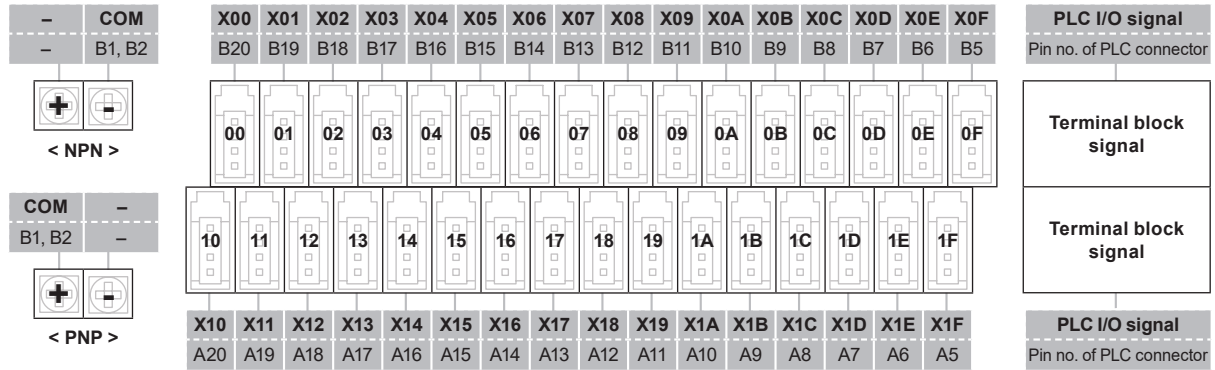 – COM X00 X01 X02 X03 X04 X05 X06 X07 X08 X09 X0A X0B X0C X0D X0E X0F PLC I/O signal
– B1, B2 B20 B19 B18 B17 B16 B15 B14 B13 B12 B11 B10 B9 B8 B7 B6 B5 Pin no. of PLC connector
+ -
00 01 02 03 04 05 06 07 08 09 0A 0B 0C 0D 0E 0F Terminal block
signal
< NPN >
COM –
B1, B2 –
10 11 12 13 14 15 16 17 18 19 1A 1B 1C 1D 1E 1F Terminal block
signal
+ -
< PNP >
X10 X11 X12 X13 X14 X15 X16 X17 X18 X19 X1A X1B X1C X1D X1E X1F PLC I/O signal
A20 A19 A18 A17 A16 A15 A14 A13 A12 A11 A10 A9 A8 A7 A6 A5 Pin no. of PLC connector